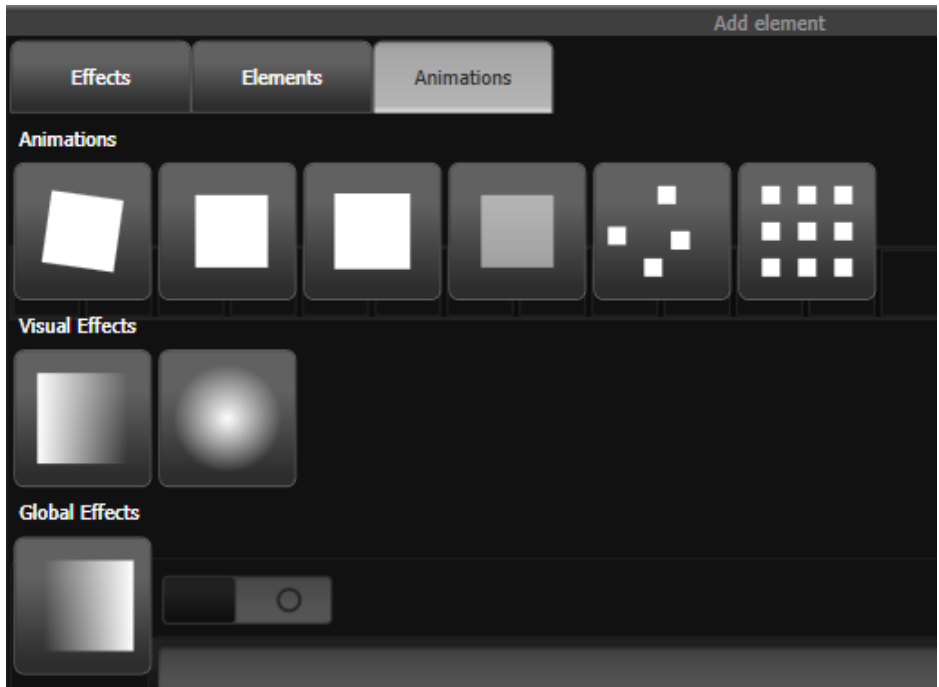 Add element
Effects Elements Animations
Animations
Visual Effects
Global Effects